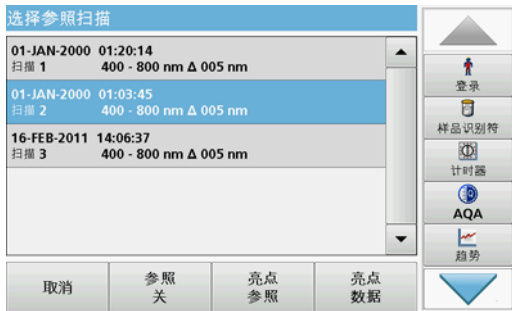 选择参照扫描
01-JAN-2000 01:20:14
扫描 1 400 - 800 nm Δ 005 nm
01-JAN-2000 01:03:45
扫描 2 400 - 800 nm Δ 005 nm
16-FEB-2011 14:06:37
扫描 3 400 - 800 nm Δ 005 nm
取消
参照
关
亮点
参照
亮点
数据
登录
样品识别符
计时器
AQA
趋势